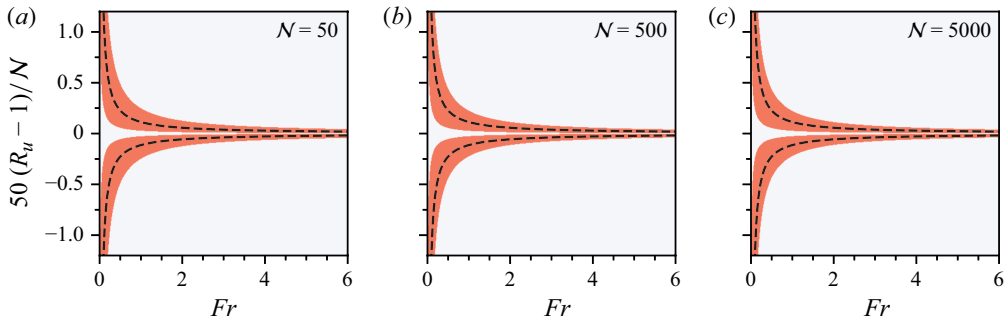 (a) 𝒩 = 50
(b) 𝒩 = 500
(c) 𝒩 = 5000
50 (R_u − 1)/𝒩
1.0
0.5
0
−0.5
−1.0
0 2 4 6
0 2 4 6
0 2 4 6
Fr
Fr
Fr